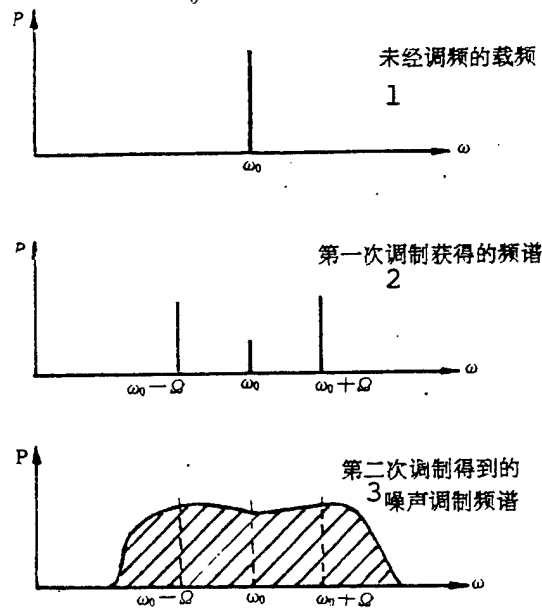 P
未经调频的载频
1
ω
ω₀
P
第一次调制获得的频谱
2
ω₀－Ω
ω₀
ω₀＋Ω
ω
P
第二次调制得到的
3噪声调制频谱
ω₀－Ω
ω₀
ω₀＋Ω
ω